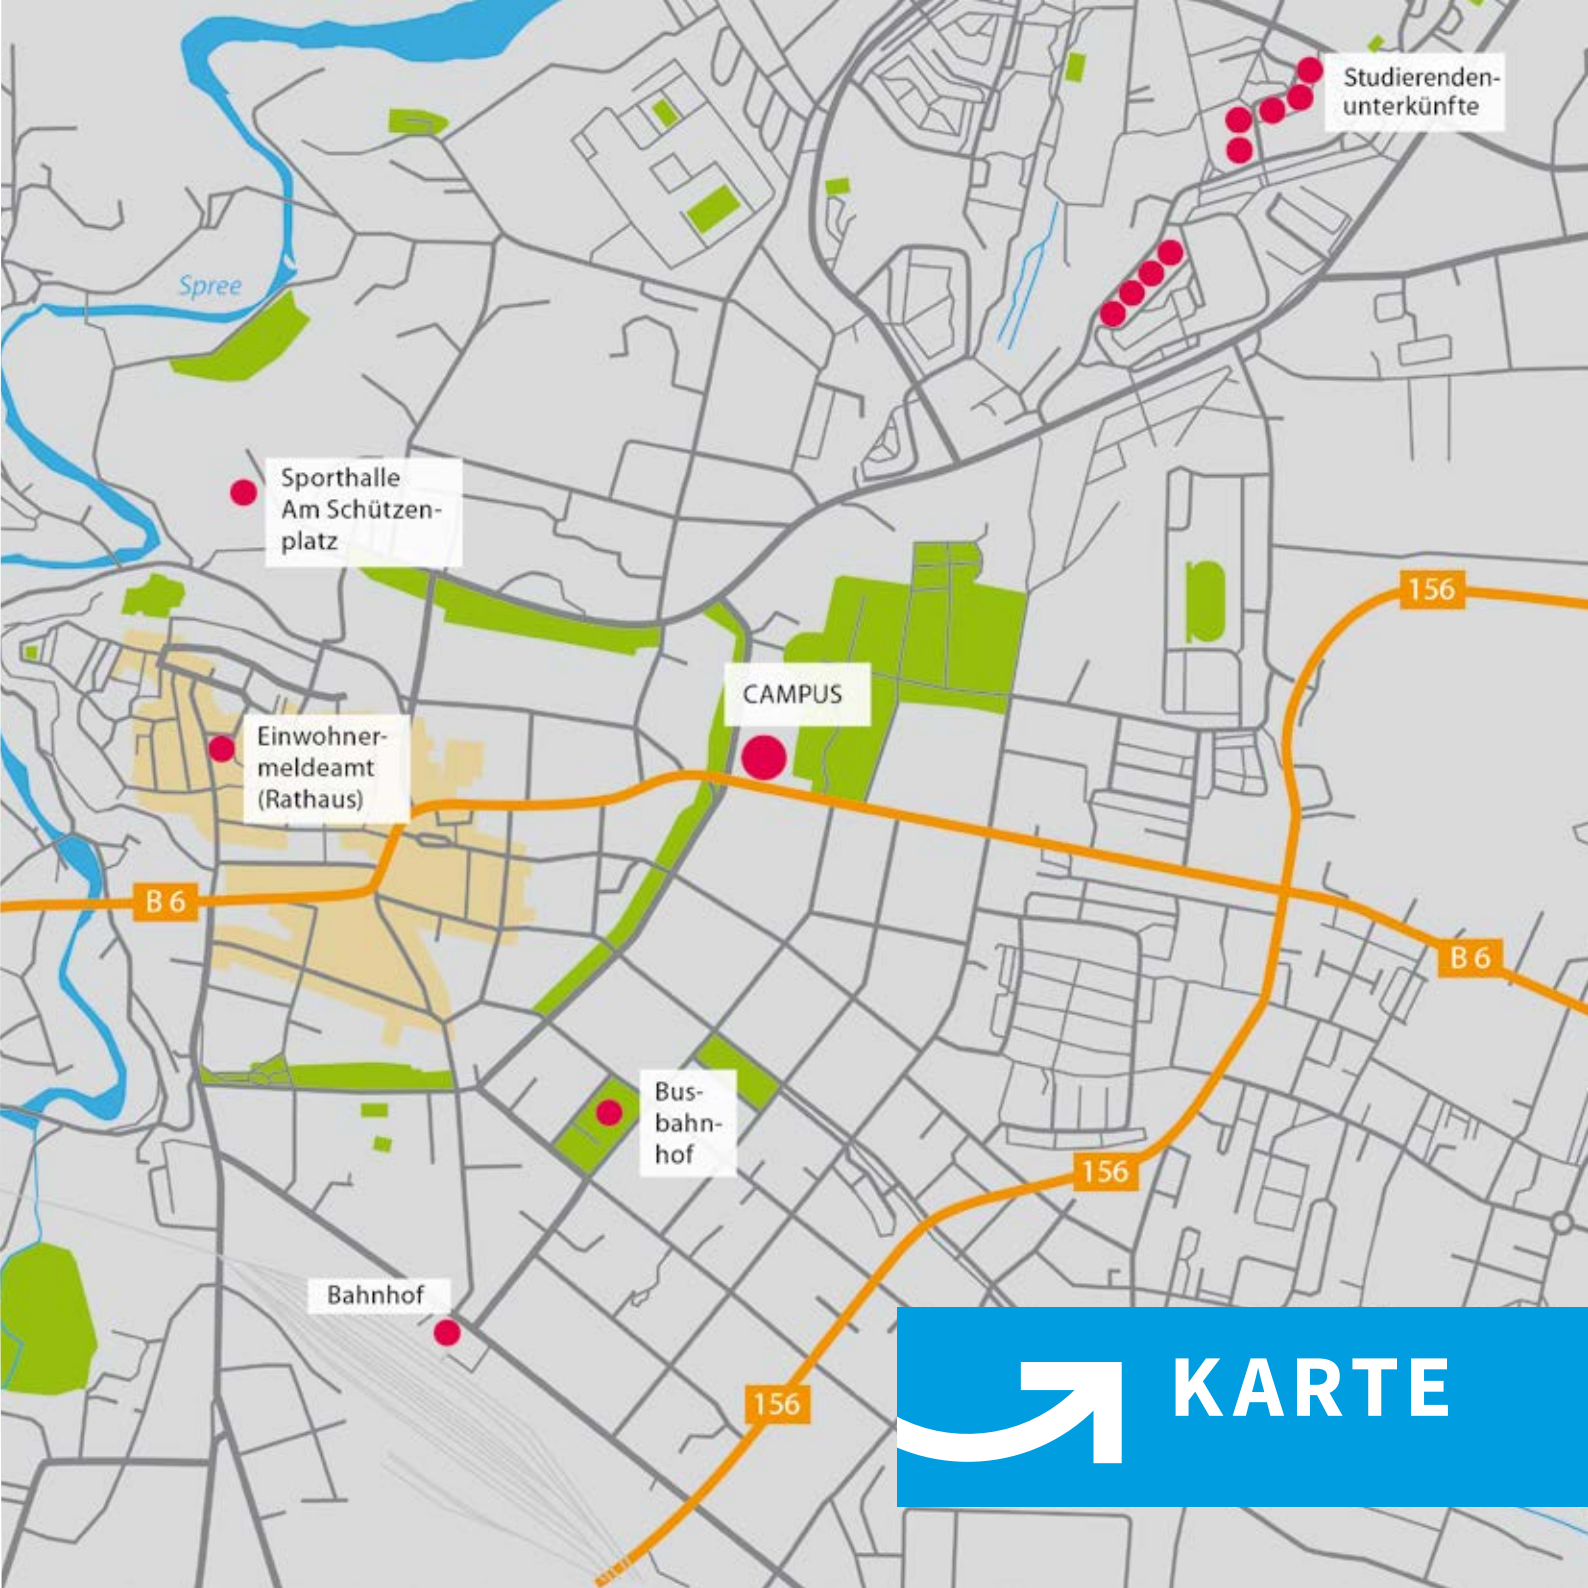 Studierenden-
unterkünfte
Spree
Sporthalle
Am Schützen-
platz
156
CAMPUS
Einwohner-
meldeamt
(Rathaus)
B 6
B 6
Bus-
bahn-
hof
156
Bahnhof
156
KARTE